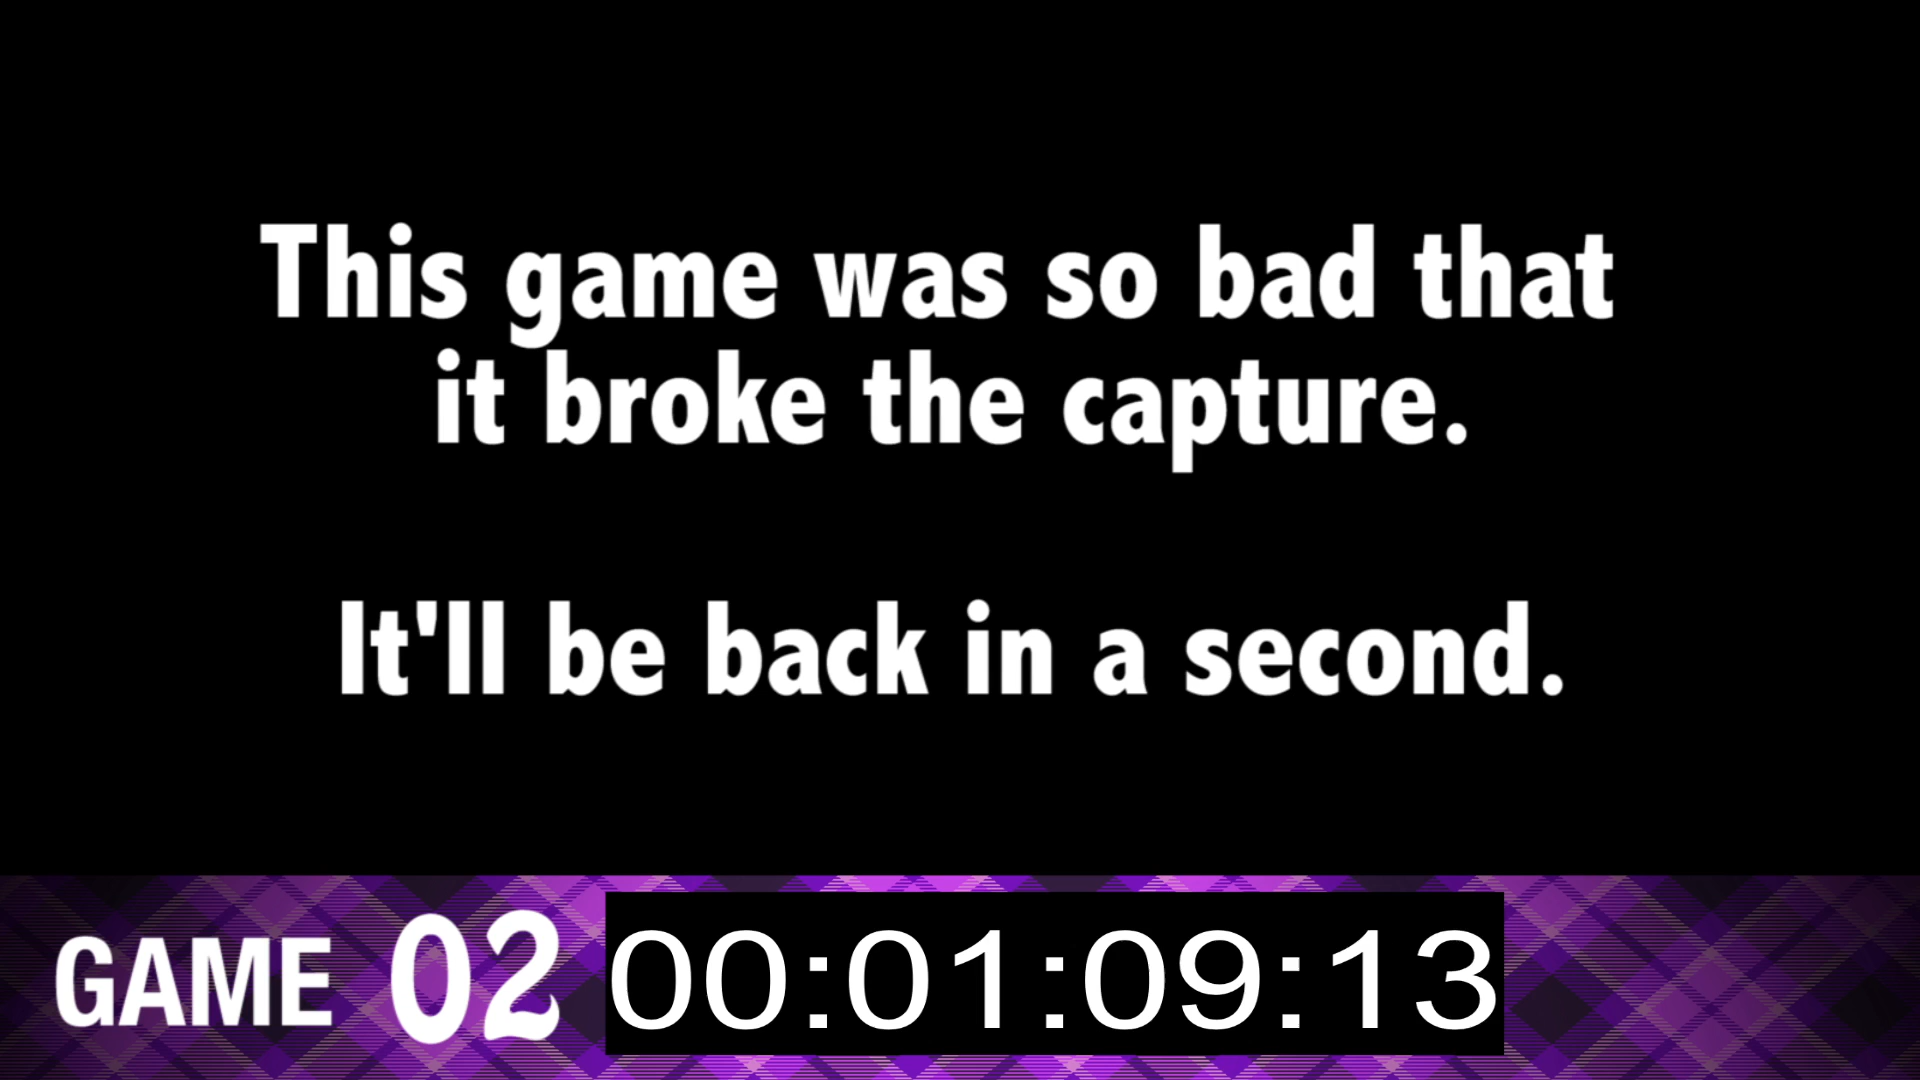 This game was so bad that
it broke the capture.
It'll be back in a second.
GAME 02 00:01:09:13